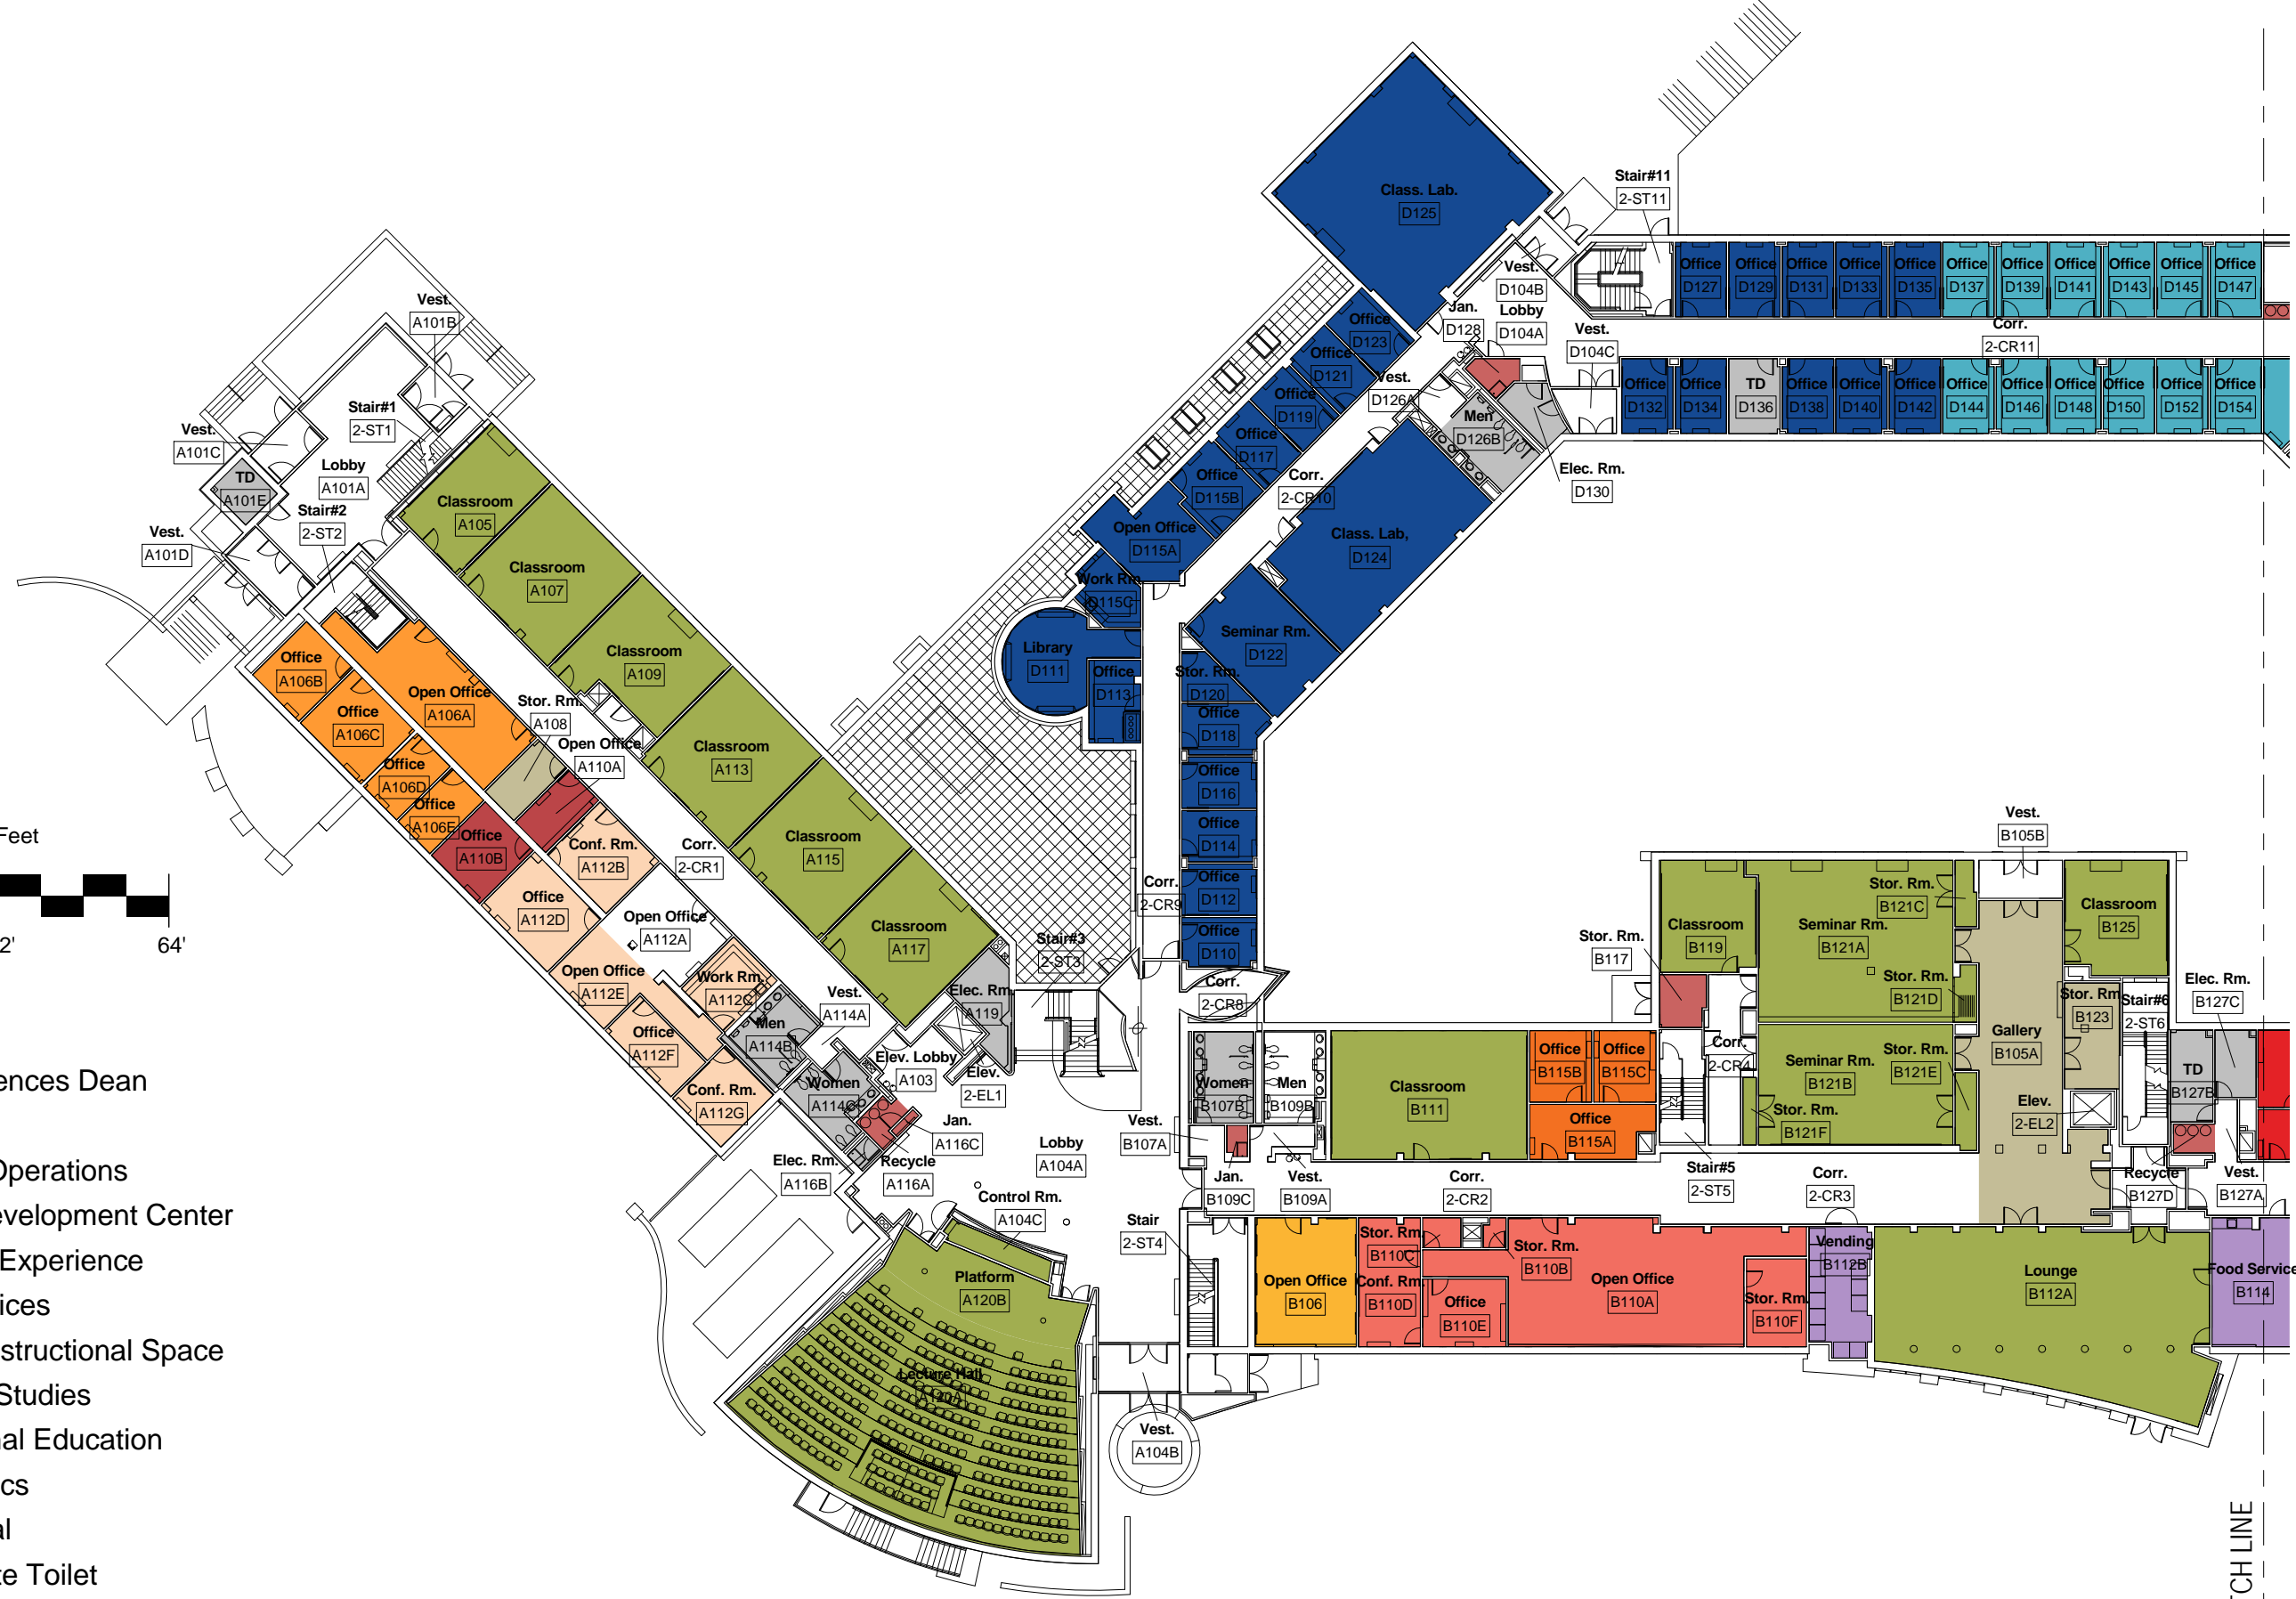 Stair#11
2-ST11
Class. Lab.
D125
Vest.
D104B
Lobby
D104A
Jan.
D128
Vest.
D104C
Office
D127
Office
D129
Office
D131
Office
D133
Office
D135
Office
D137
Office
D139
Office
D141
Office
D143
Office
D145
Office
D147
Corr.
2-CR11
Office
D132
Office
D134
TD
D136
Office
D138
Office
D140
Office
D142
Office
D144
Office
D146
Office
D148
Office
D150
Office
D152
Office
D154
Office
D123
Office
D121
Office
D119
Office
D117
Office
D115B
Open Office
D115A
Work Rm.
D115C
Vest.
D126A
Men
D126B
Elec. Rm.
D130
Corr.
2-CR10
Class. Lab,
D124
Seminar Rm.
D122
Library
D111
Office
D113
Stor. Rm.
D120
Office
D118
Office
D116
Office
D114
Office
D112
Office
D110
Corr.
2-CR9
Corr.
2-CR8
Vest.
A101B
Stair#1
2-ST1
Vest.
A101C
TD
A101E
Lobby
A101A
Stair#2
2-ST2
Vest.
A101D
Classroom
A105
Classroom
A107
Classroom
A109
Classroom
A113
Classroom
A115
Classroom
A117
Office
A106B
Office
A106C
Open Office
A106A
Office
A106D
Office
A106E
Stor. Rm.
A108
Open Office
A110A
Office
A110B
Conf. Rm.
A112B
Corr.
2-CR1
Office
A112D
Open Office
A112A
Open Office
A112E
Work Rm.
A112C
Office
A112F
Conf. Rm.
A112G
Men
A114B
Vest.
A114A
Women
A114C
Elec. Rm.
A119
Stair#3
2-ST3
Elev. Lobby
A103
Elev.
2-EL1
Jan.
A116C
Recycle
A116A
Elec. Rm.
A116B
Lobby
A104A
Control Rm.
A104C
Platform
A120B
Lecture Hall
A120A
Vest.
A104B
Stair
2-ST4
Vest.
B107A
Women
B107B
Men
B109B
Jan.
B109C
Vest.
B109A
Classroom
B111
Office
B115B
Office
B115C
Office
B115A
Corr.
2-CR2
Stair#5
2-ST5
Corr.
2-CR3
Corr.
2-CR4
Stor. Rm.
B117
Classroom
B119
Seminar Rm.
B121A
Stor. Rm.
B121C
Stor. Rm.
B121D
Seminar Rm.
B121B
Stor. Rm.
B121E
Stor. Rm.
B121F
Vest.
B105B
Classroom
B125
Gallery
B105A
Stor. Rm
B123
Stair#6
2-ST6
Elec. Rm.
B127C
TD
B127B
Elev.
2-EL2
Recycle
B127D
Vest.
B127A
Open Office
B106
Stor. Rm.
B110C
Conf. Rm.
B110D
Office
B110E
Stor. Rm.
B110B
Open Office
B110A
Stor. Rm.
B110F
Vending
B112B
Lounge
B112A
Food Service
B114
Feet
2'
64'
ences Dean
Operations
evelopment Center
Experience
ices
structional Space
Studies
nal Education
cs
al
te Toilet
TCH LINE